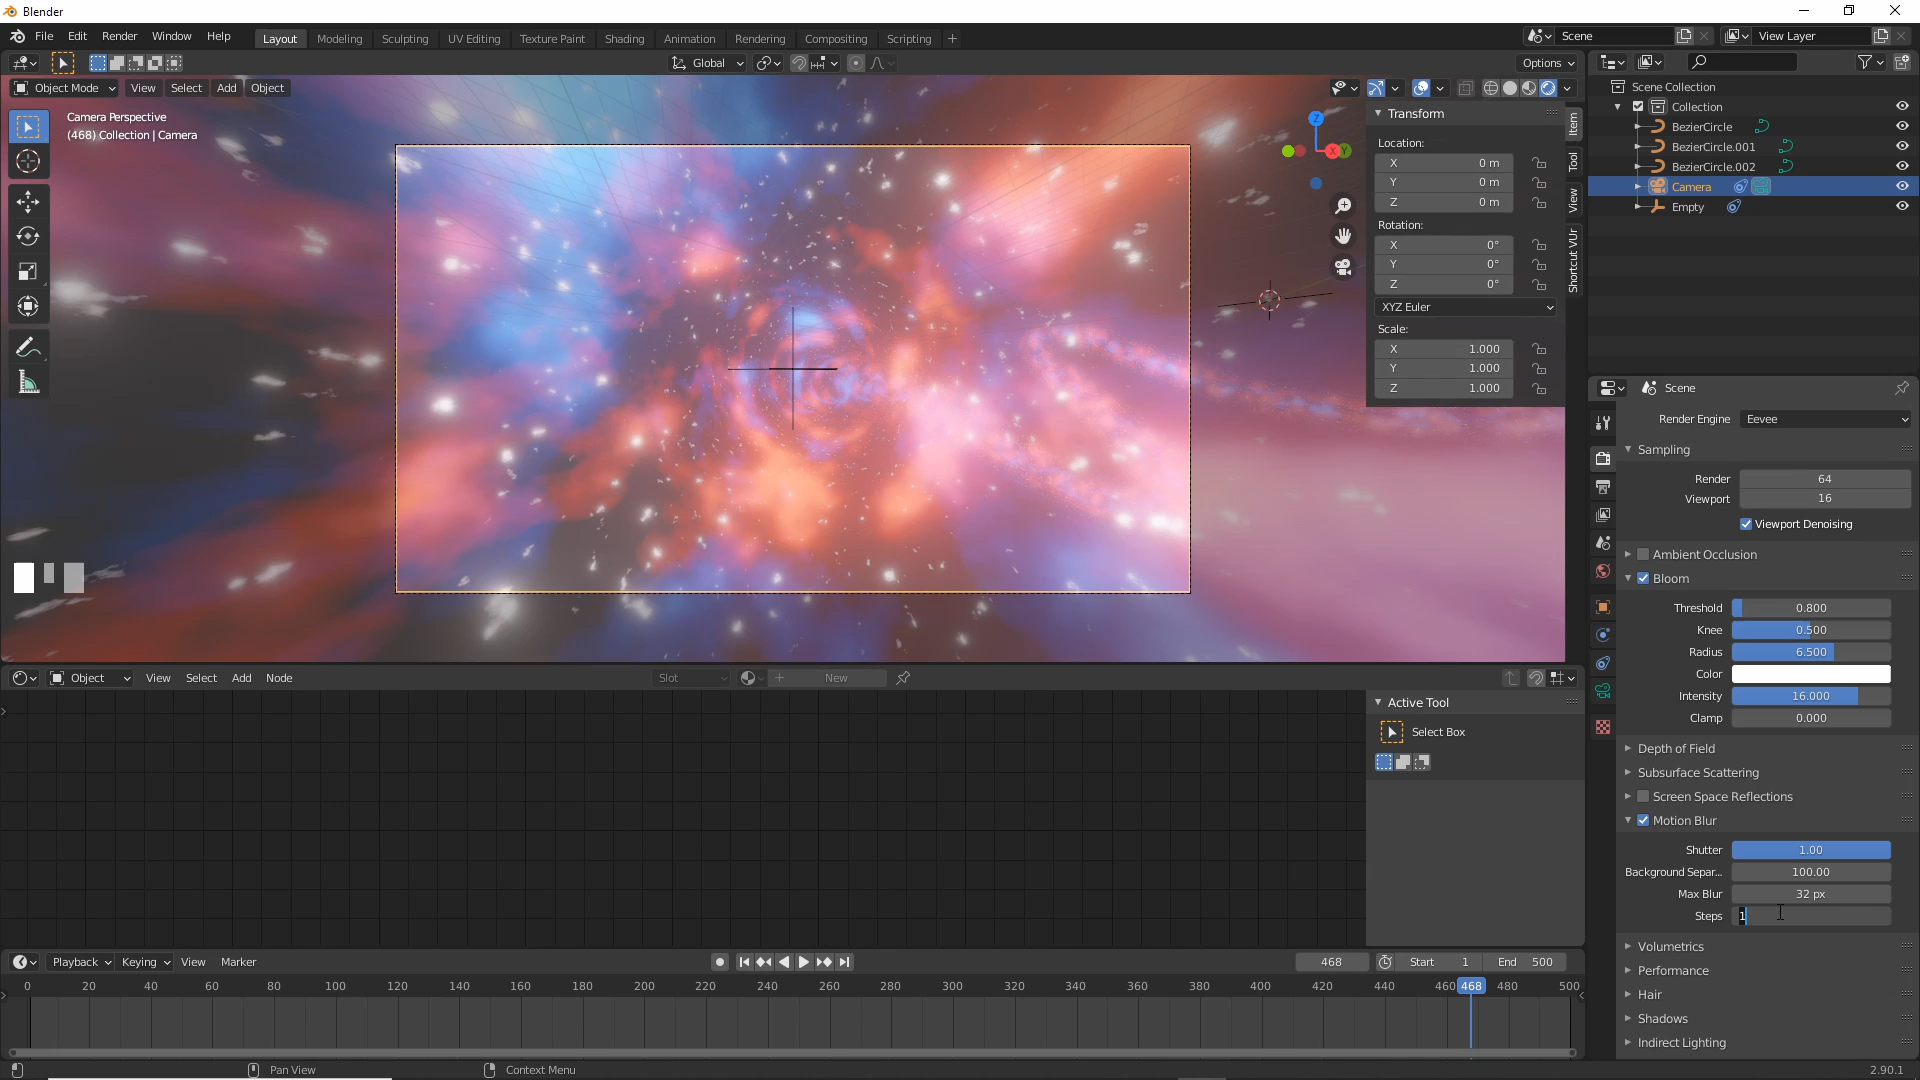 Blender
File Edit Render Window Help
Layout Modeling Sculpting UV Editing Texture Paint Shading Animation Rendering Compositing Scripting
Scene View Layer
Global Options
Object Mode View Select Add Object
Camera Perspective
(468) Collection | Camera
Transform
Location:
X 0 m
Y 0 m
Z 0 m
Rotation:
X 0°
Y 0°
Z 0°
XYZ Euler
Scale:
X 1.000
Y 1.000
Z 1.000
Item
Tool
View
Shortcut VUr
Z
X
Y
Scene Collection
Collection
BezierCircle
BezierCircle.001
BezierCircle.002
Camera
Empty
Scene
Render Engine Eevee
Sampling
Render 64
Viewport 16
Viewport Denoising
Ambient Occlusion
Bloom
Threshold 0.800
Knee 0.500
Radius 6.500
Color
Intensity 16.000
Clamp 0.000
Depth of Field
Subsurface Scattering
Screen Space Reflections
Motion Blur
Shutter 1.00
Background Separ... 100.00
Max Blur 32 px
Steps 1
Volumetrics
Performance
Hair
Shadows
Indirect Lighting
Object View Select Add Node Slot New
Active Tool
Select Box
Playback Keying View Marker 468 Start 1 End 500
0 20 40 60 80 100 120 140 160 180 200 220 240 260 280 300 320 340 360 380 400 420 440 460 468 480 500
Pan View Context Menu 2.90.1